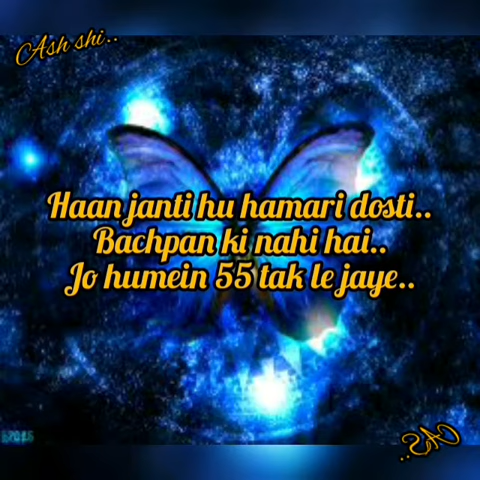 Ash shi..
Haan janti hu hamari dosti..
Bachpan ki nahi hai..
Jo humein 55 tak le jaye..